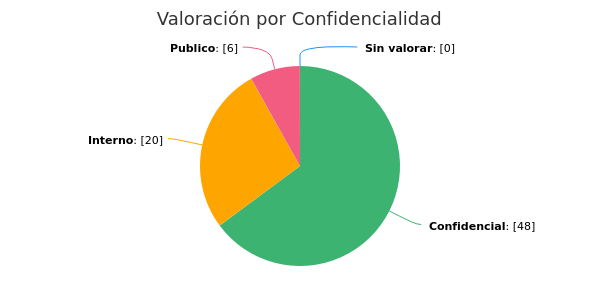 Valoración por Confidencialidad
Publico: [6]
Sin valorar: [0]
Interno: [20]
Confidencial: [48]